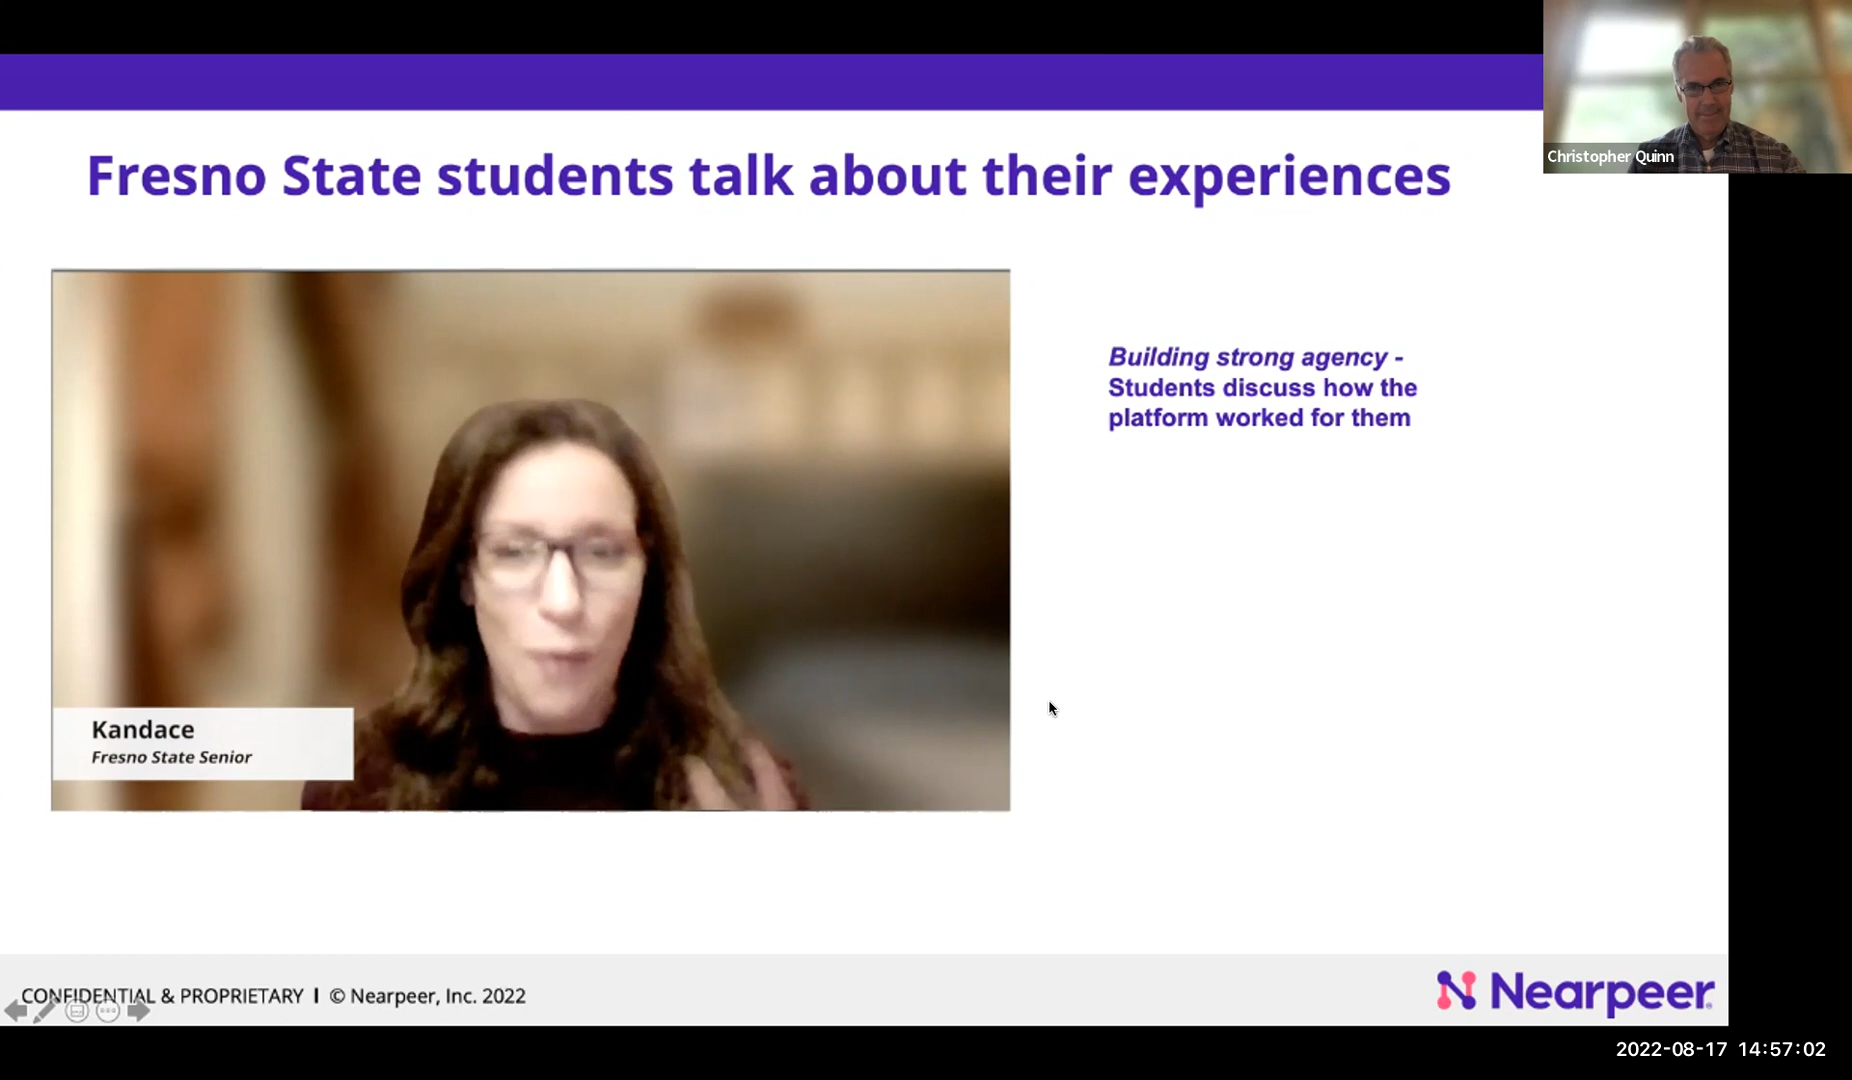 Christopher Quinn
Fresno State students talk about their experiences
Building strong agency -
Students discuss how the
platform worked for them
Kandace
Fresno State Senior
CONFIDENTIAL & PROPRIETARY I © Nearpeer, Inc. 2022
Nearpeer
2022-08-17 14:57:02